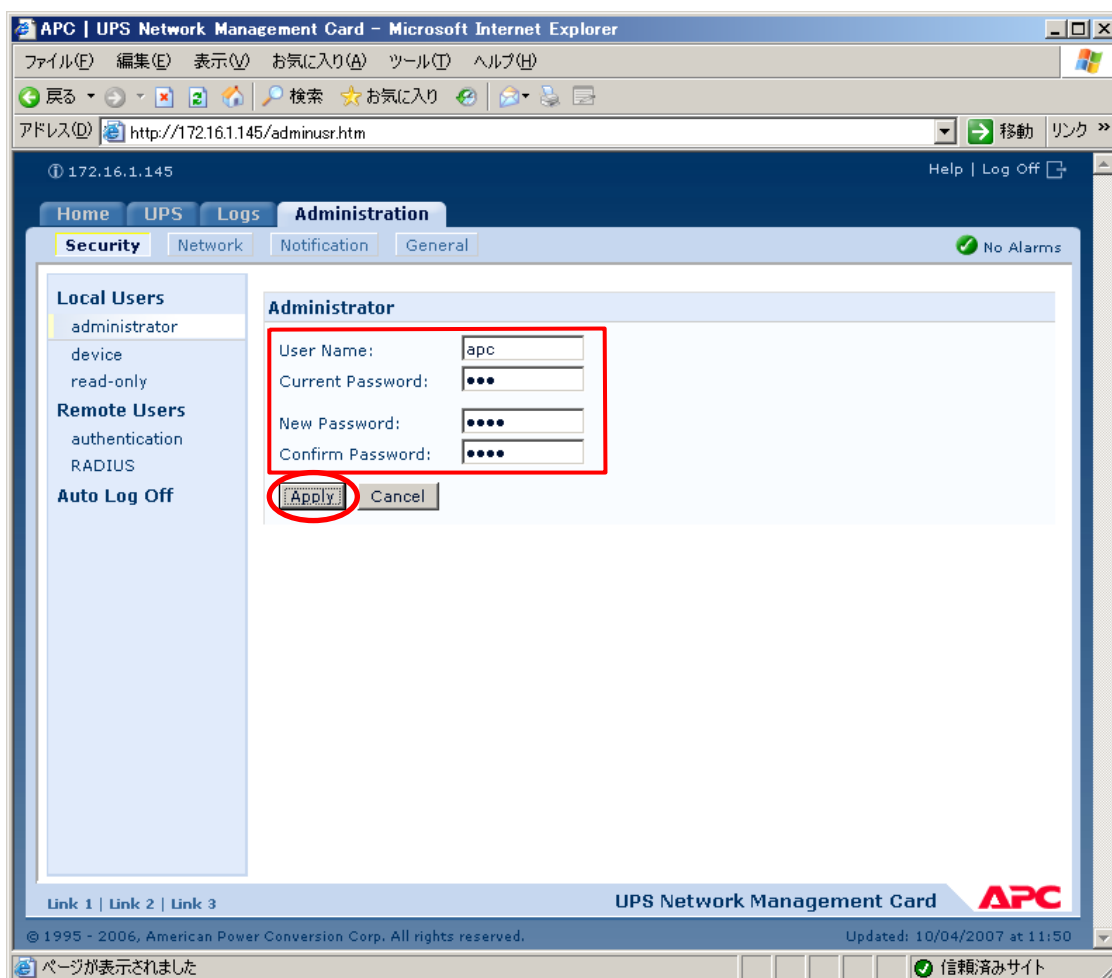 APC | UPS Network Management Card - Microsoft Internet Explorer
ファイル(F) 編集(E) 表示(V) お気に入り(A) ツール(T) ヘルプ(H)
戻る 検索 お気に入り
アドレス(D) http://172.16.1.145/adminusr.htm 移動 リンク »
172.16.1.145 Help | Log Off
Home UPS Logs Administration
Security Network Notification General No Alarms
Local Users
administrator
device
read-only
Remote Users
authentication
RADIUS
Auto Log Off
Administrator
User Name: apc
Current Password: •••
New Password: ••••
Confirm Password: ••••
Apply Cancel
Link 1 | Link 2 | Link 3 UPS Network Management Card APC
© 1995 - 2006, American Power Conversion Corp. All rights reserved. Updated: 10/04/2007 at 11:50
ページが表示されました 信頼済みサイト